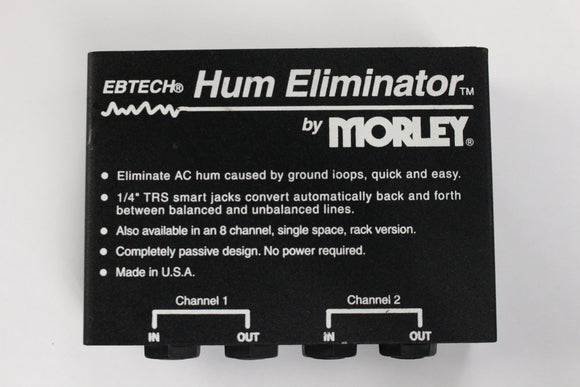 EBTECH® Hum Eliminator™
by MORLEY®
• Eliminate AC hum caused by ground loops, quick and easy.
• 1/4" TRS smart jacks convert automatically back and forth
between balanced and unbalanced lines.
• Also available in an 8 channel, single space, rack version.
• Completely passive design. No power required.
• Made in U.S.A.
Channel 1 Channel 2
IN OUT IN OUT